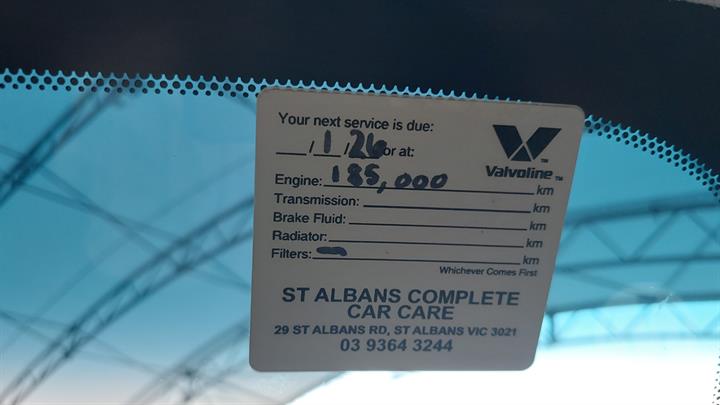 Your next service is due:
__/1/26 or at:
Valvoline™
Engine: 185,000 km
Transmission: km
Brake Fluid: km
Radiator: km
Filters: – km
Whichever Comes First
ST ALBANS COMPLETE
CAR CARE
29 ST ALBANS RD, ST ALBANS VIC 3021
03 9364 3244